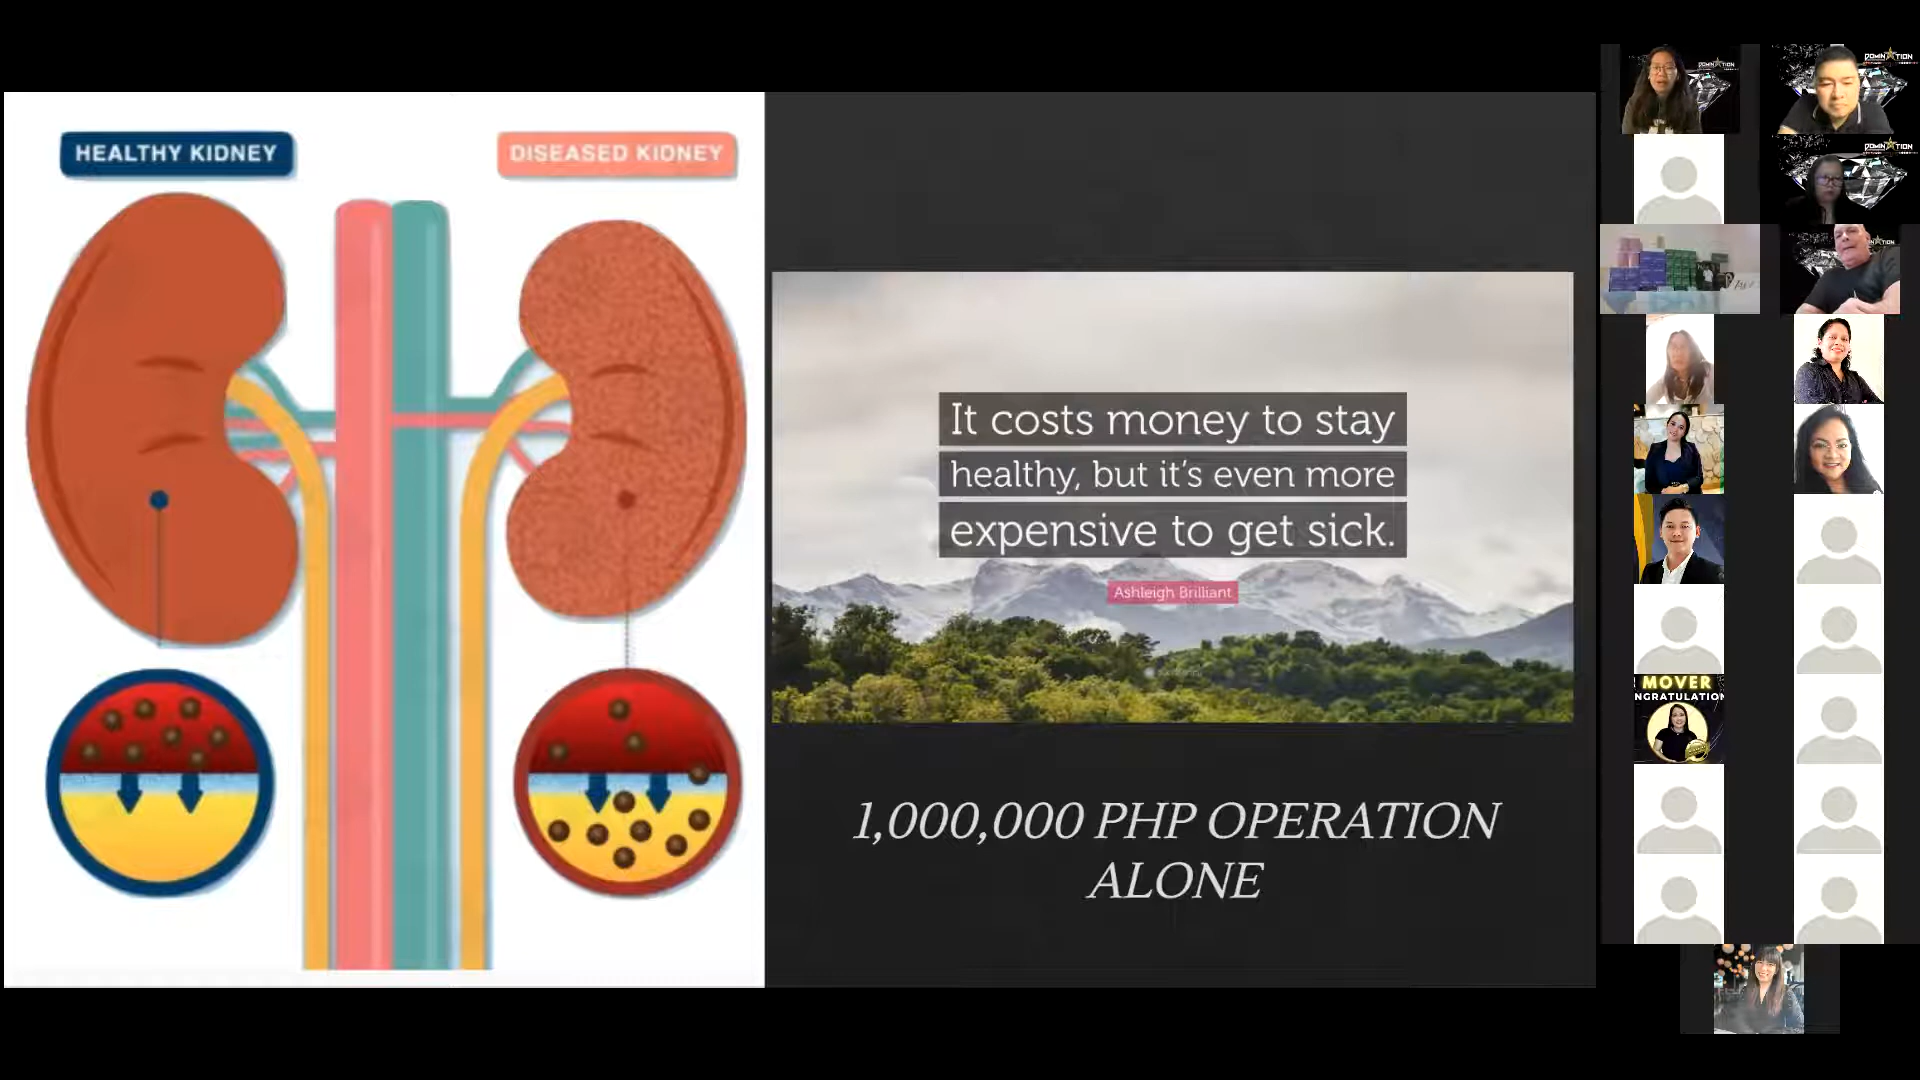 HEALTHY KIDNEY
DISEASED KIDNEY
It costs money to stay
healthy, but it's even more
expensive to get sick.
Ashleigh Brilliant
1,000,000 PHP OPERATION
ALONE
MOVER
NGRATULATION